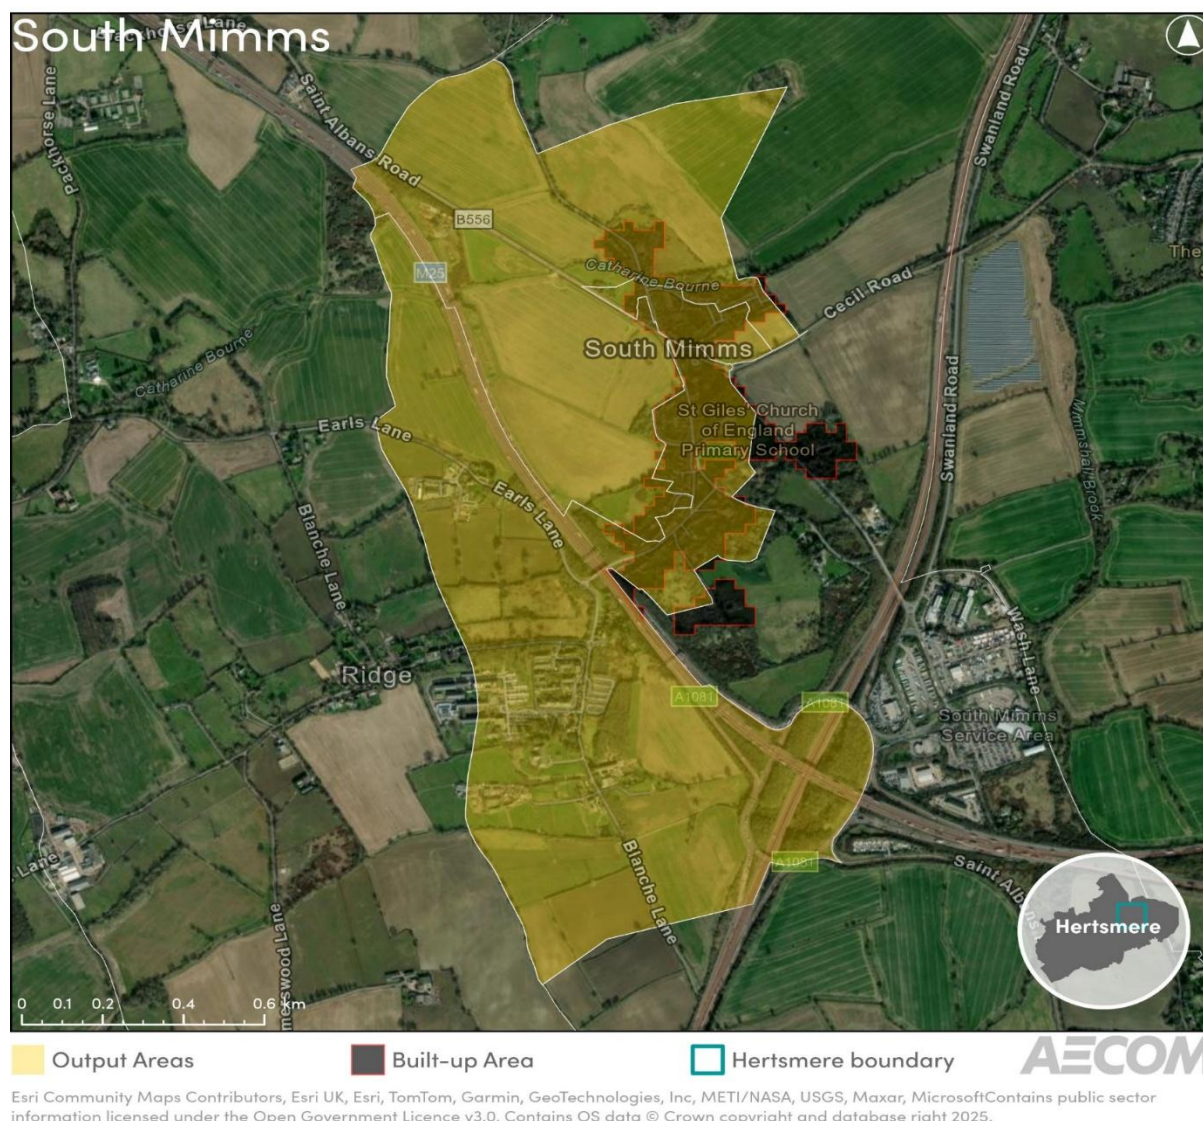 South Mimms
Blackhorse Lane
Packhorse Lane
Saint Albans Road
Swanland Road
B556
M25
Catharine Bourne
The
Cecil Road
South Mimms
Catharine Bourne
Earls Lane
St Giles' Church
of England
Primary School
Swanland Road
Mimmshall Brook
Earls Lane
Blanche Lane
Wash Lane
Ridge
A1081
A1081
South Mimms
Service Area
Blanche Lane
A1081
Lane
Saint Albans
Hertsmere
0 0.1 0.2 0.4 0.6 km
Output Areas
Built-up Area
Hertsmere boundary
AECOM
Esri Community Maps Contributors, Esri UK, Esri, TomTom, Garmin, GeoTechnologies, Inc, METI/NASA, USGS, Maxar, MicrosoftContains public sector
information licensed under the Open Government Licence v3.0. Contains OS data © Crown copyright and database right 2025.